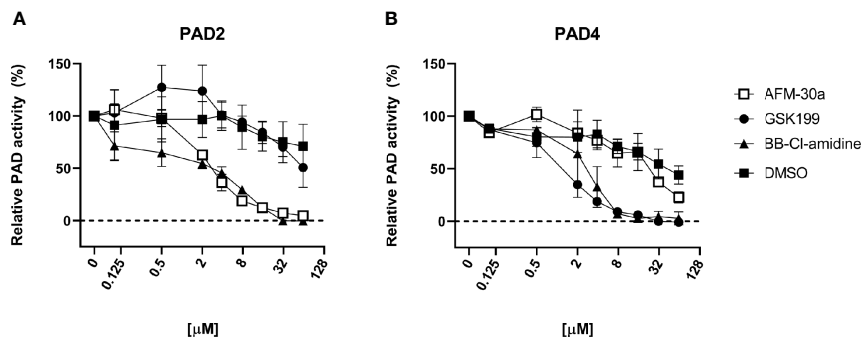 A
PAD2
Relative PAD activity (%)
150
100
50
0
0
0.125
0.5
2
8
32
128
[μM]
B
PAD4
Relative PAD activity (%)
150
100
50
0
0
0.125
0.5
2
8
32
128
[μM]
AFM-30a
GSK199
BB-Cl-amidine
DMSO